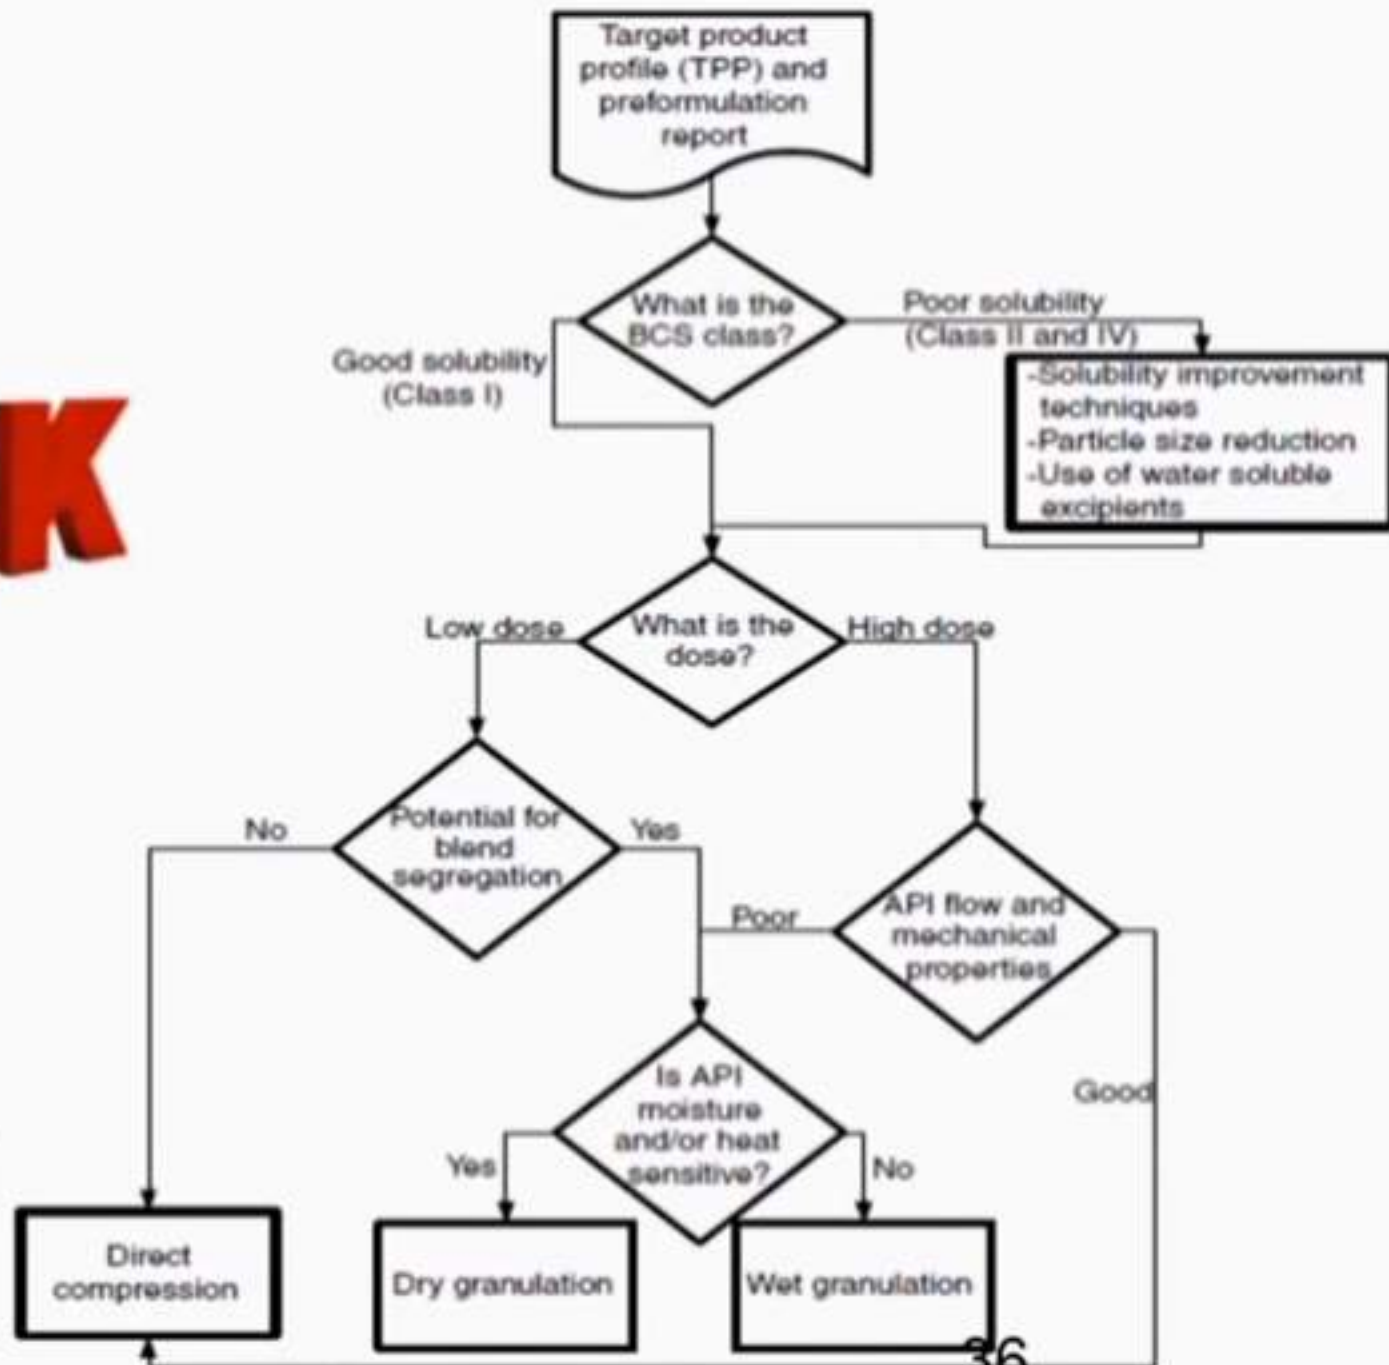 Target product
profile (TPP) and
preformulation
report
What is the
BCS class?
Poor solubility
(Class II and IV)
Good solubility
(Class I)
-Solubility improvement
techniques
-Particle size reduction
-Use of water soluble
excipients
K
What is the
dose?
Low dose
High dose
Potential for
blend
segregation
No
Yes
Poor
API flow and
mechanical
properties
Good
Is API
moisture
and/or heat
sensitive?
Yes
No
Direct
compression
Dry granulation
Wet granulation
36